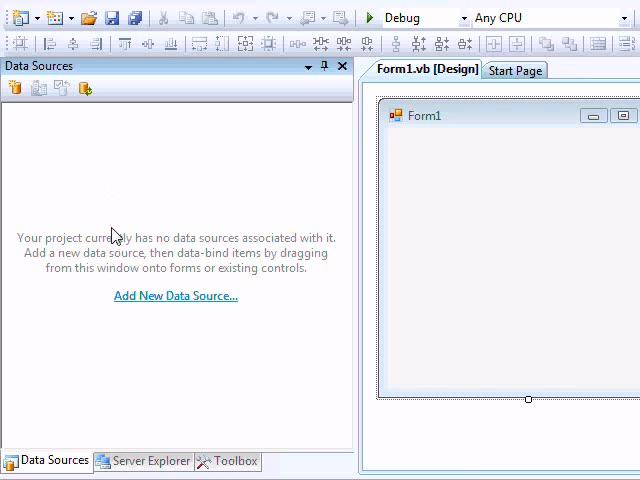 Debug
Any CPU
Data Sources
Form1.vb [Design]
Start Page
Form1
Your project currently has no data sources associated with it.
Add a new data source, then data-bind items by dragging
from this window onto forms or existing controls.
Add New Data Source...
Data Sources
Server Explorer
Toolbox